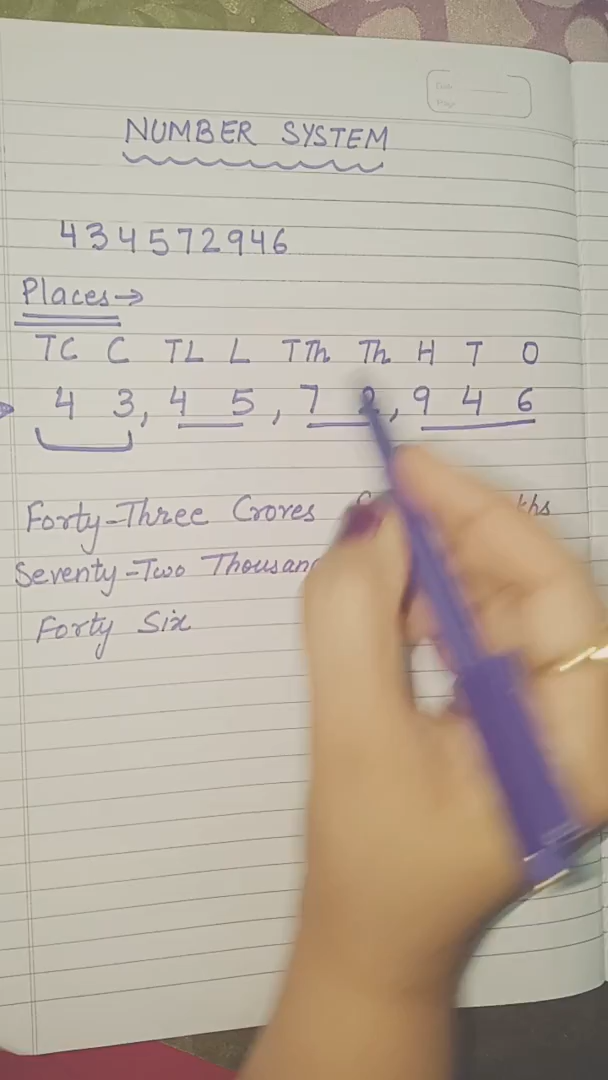 NUMBER SYSTEM
434572946
Places→
TC C TL L TTh Th H T O
4 3, 4 5, 7 2, 9 4 6
Forty-Three Crores
Seventy-Two
Forty Six